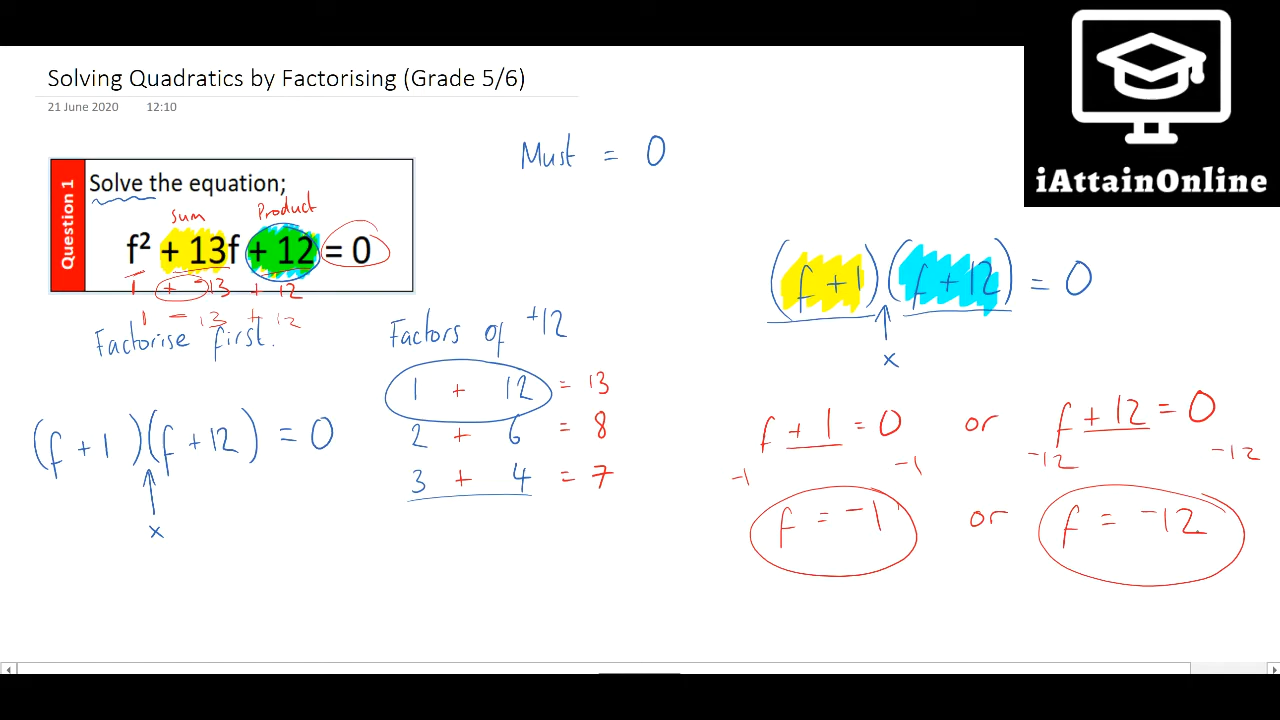 Solving Quadratics by Factorising (Grade 5/6)
21 June 2020 12:10
iAttainOnline
Must = 0
Question 1
Solve the equation;
Sum Product
f² + 13f + 12 = 0
1 + -13 + 12
1 - 13 + 12
Factorise first.
(f + 1)(f + 12) = 0
x
Factors of +12
1 + 12 = 13
2 + 6 = 8
3 + 4 = 7
(f + 1)(f + 12) = 0
x
f + 1 = 0 or f + 12 = 0
-1 -1 -12 -12
f = -1 or f = -12